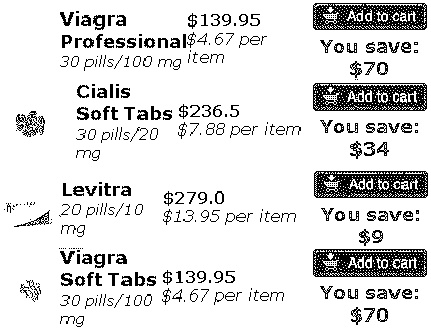 Viagra $139.95 Add to cart
Professional $4.67 per You save:
30 pills/100 mg item $70
Cialis Add to cart
Soft Tabs $236.5 You save:
30 pills/20 $7.88 per item $34
mg
Levitra $279.0 Add to cart
20 pills/10 $13.95 per item You save:
mg $9
Viagra Add to cart
Soft Tabs $139.95 You save:
30 pills/100 $4.67 per item $70
mg